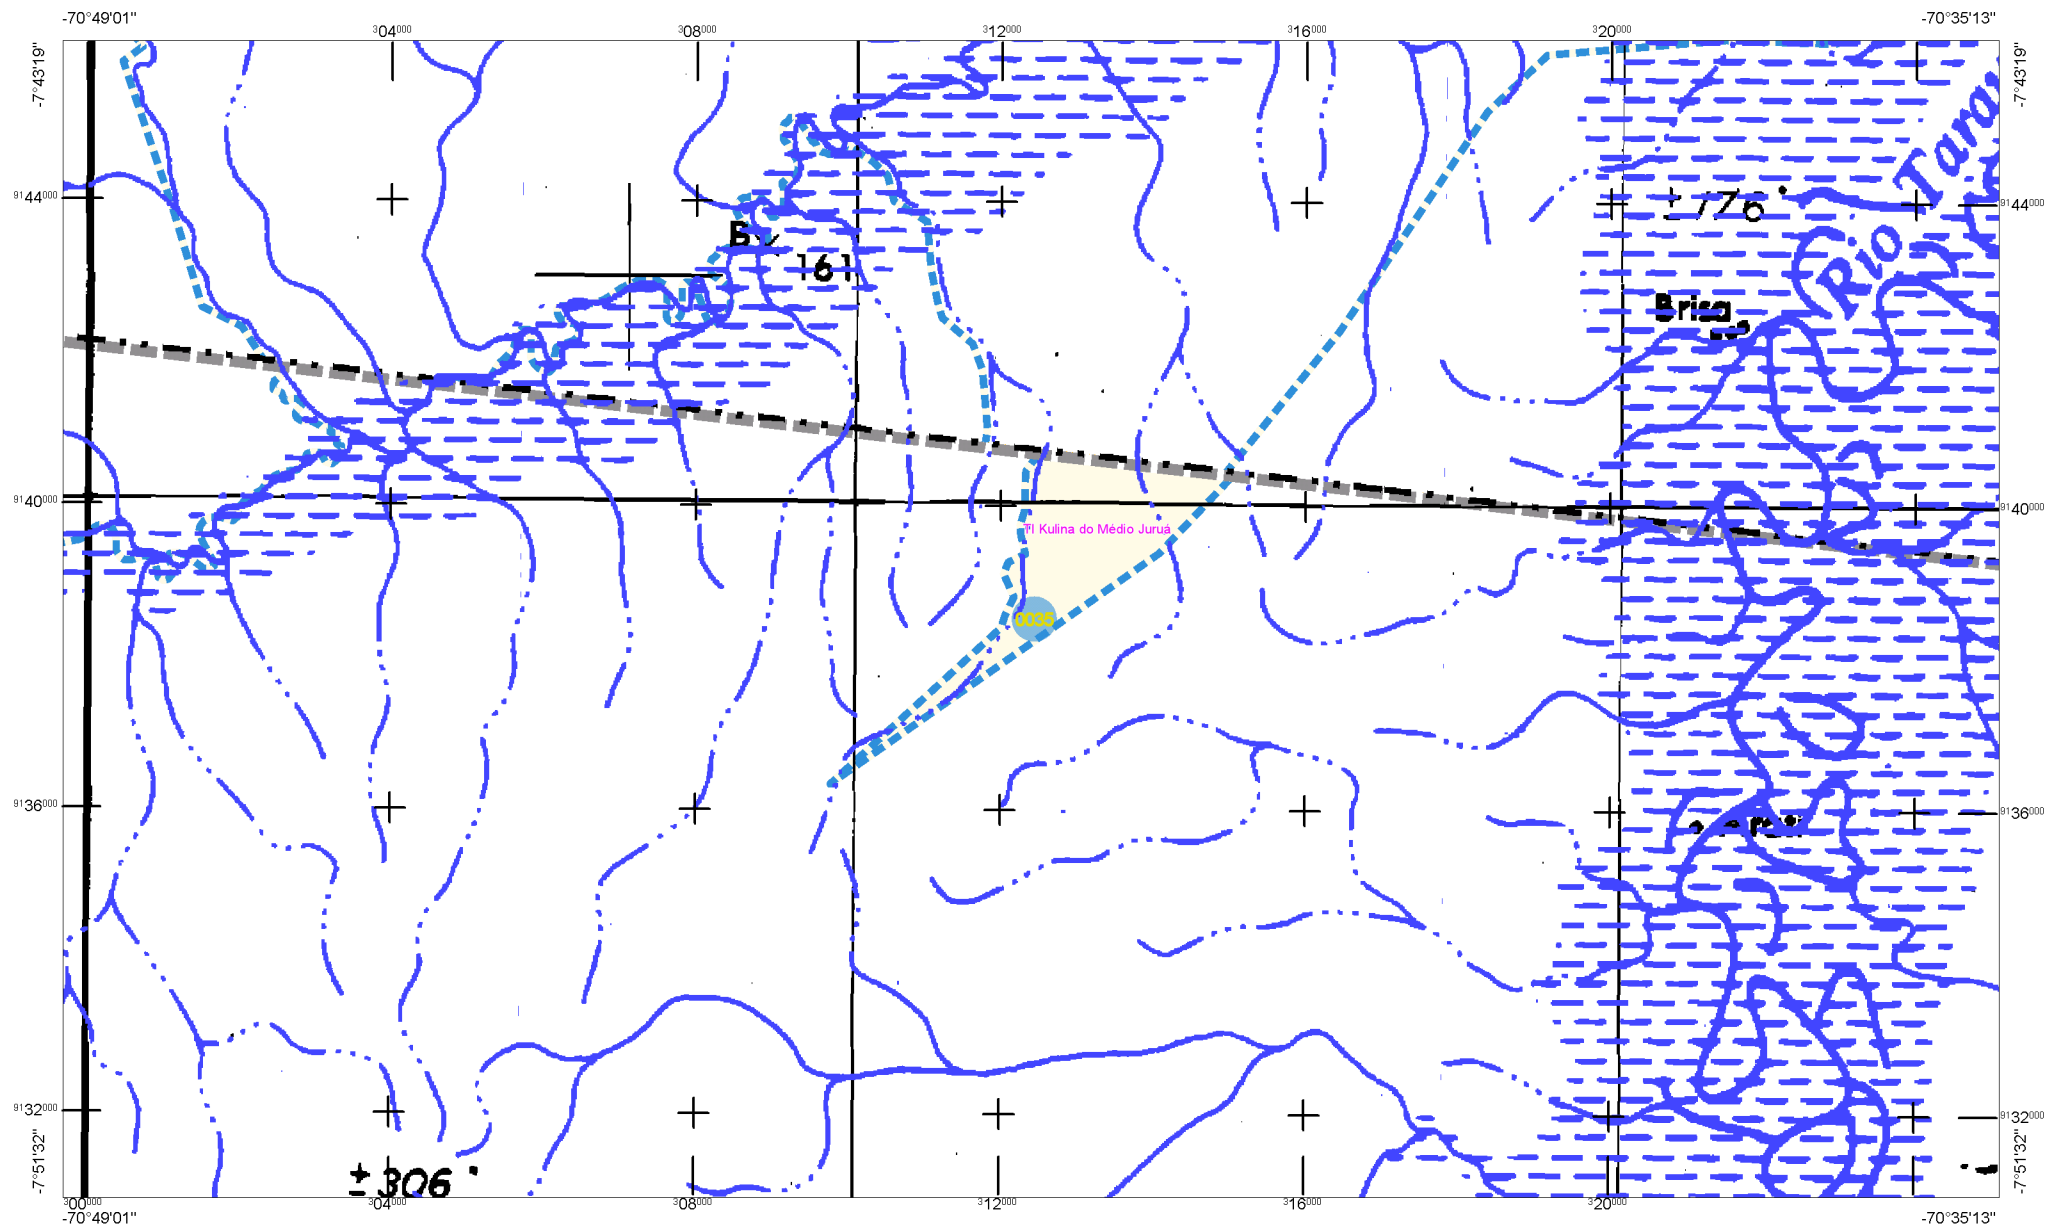 -70°49'01" -70°35'13"
304000 308000 312000 316000 320000
-7°43'19" -7°43'19"
Rio Tara
9144000 176 9144000
161
Brisa
9140000 9140000
TI Kulina do Médio Juruá
0035
9136000 9136000
9132000 9132000
-7°51'32" -7°51'32"
±306
300000 304000 308000 312000 316000 320000
-70°49'01" -70°35'13"